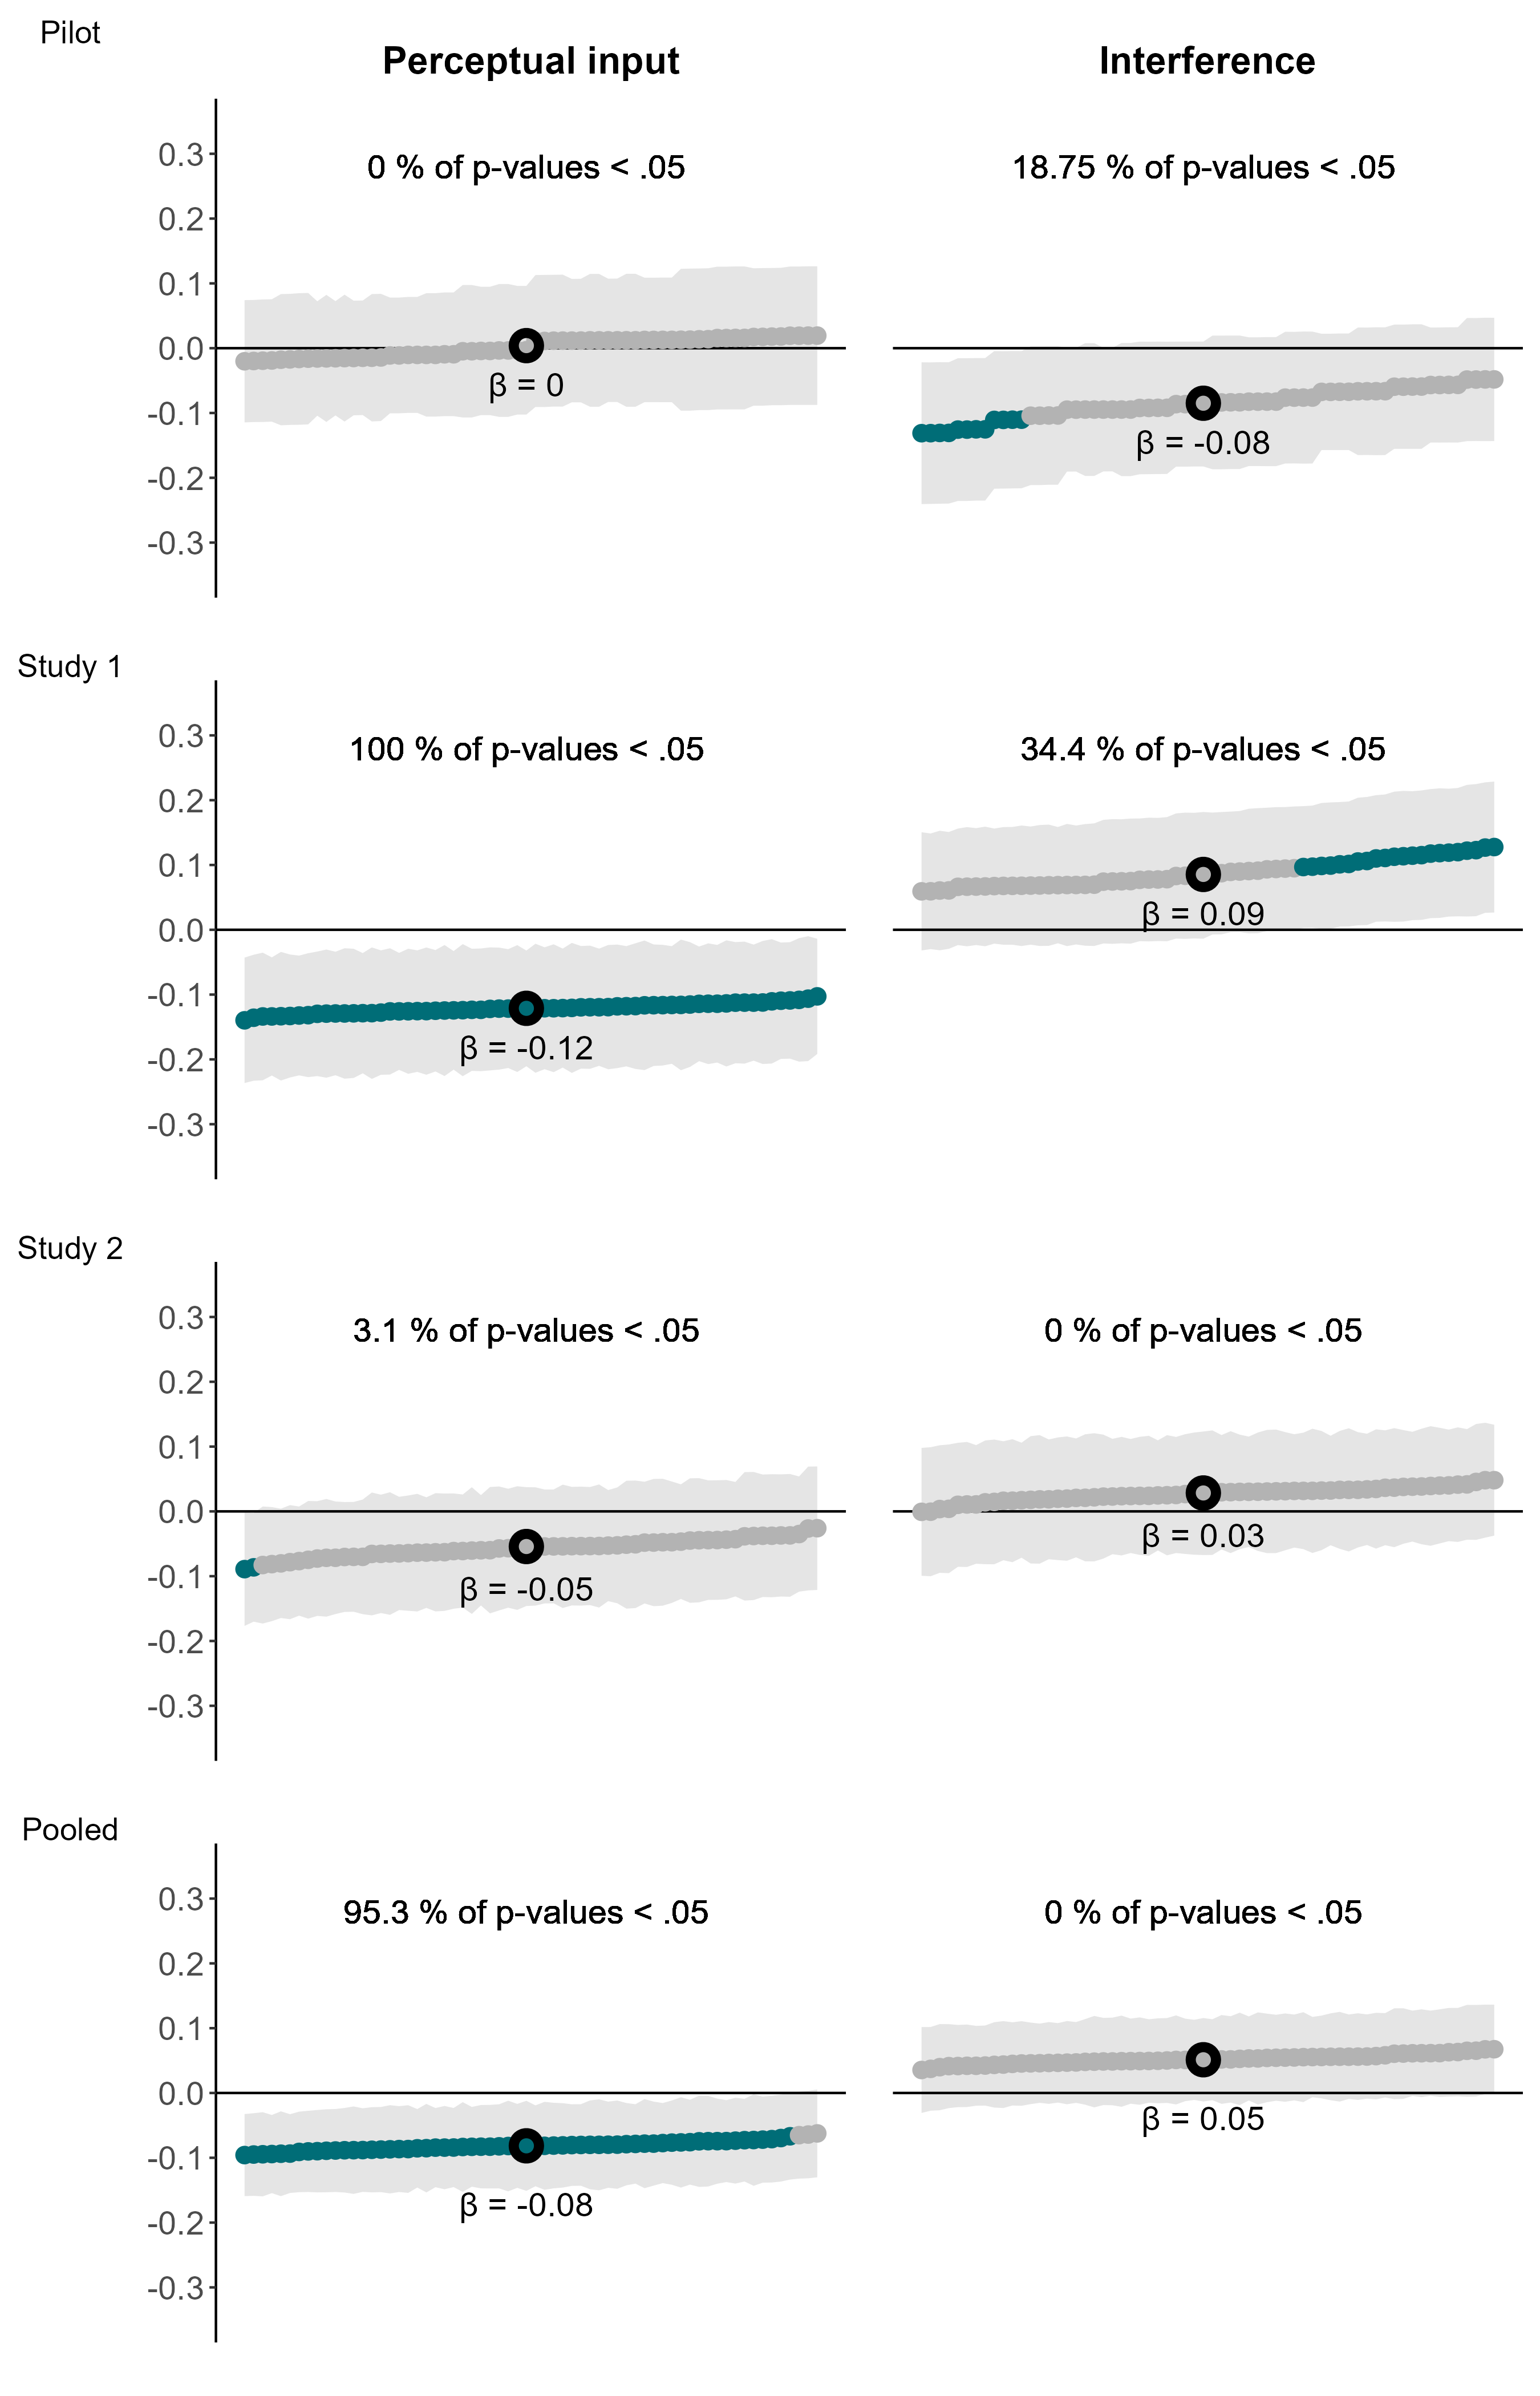 Pilot
Perceptual input
Interference
0.3
0.2
0.1
0.0
-0.1
-0.2
-0.3
0 % of p-values < .05
β = 0
18.75 % of p-values < .05
β = -0.08
Study 1
0.3
0.2
0.1
0.0
-0.1
-0.2
-0.3
100 % of p-values < .05
β = -0.12
34.4 % of p-values < .05
β = 0.09
Study 2
0.3
0.2
0.1
0.0
-0.1
-0.2
-0.3
3.1 % of p-values < .05
β = -0.05
0 % of p-values < .05
β = 0.03
Pooled
0.3
0.2
0.1
0.0
-0.1
-0.2
-0.3
95.3 % of p-values < .05
β = -0.08
0 % of p-values < .05
β = 0.05